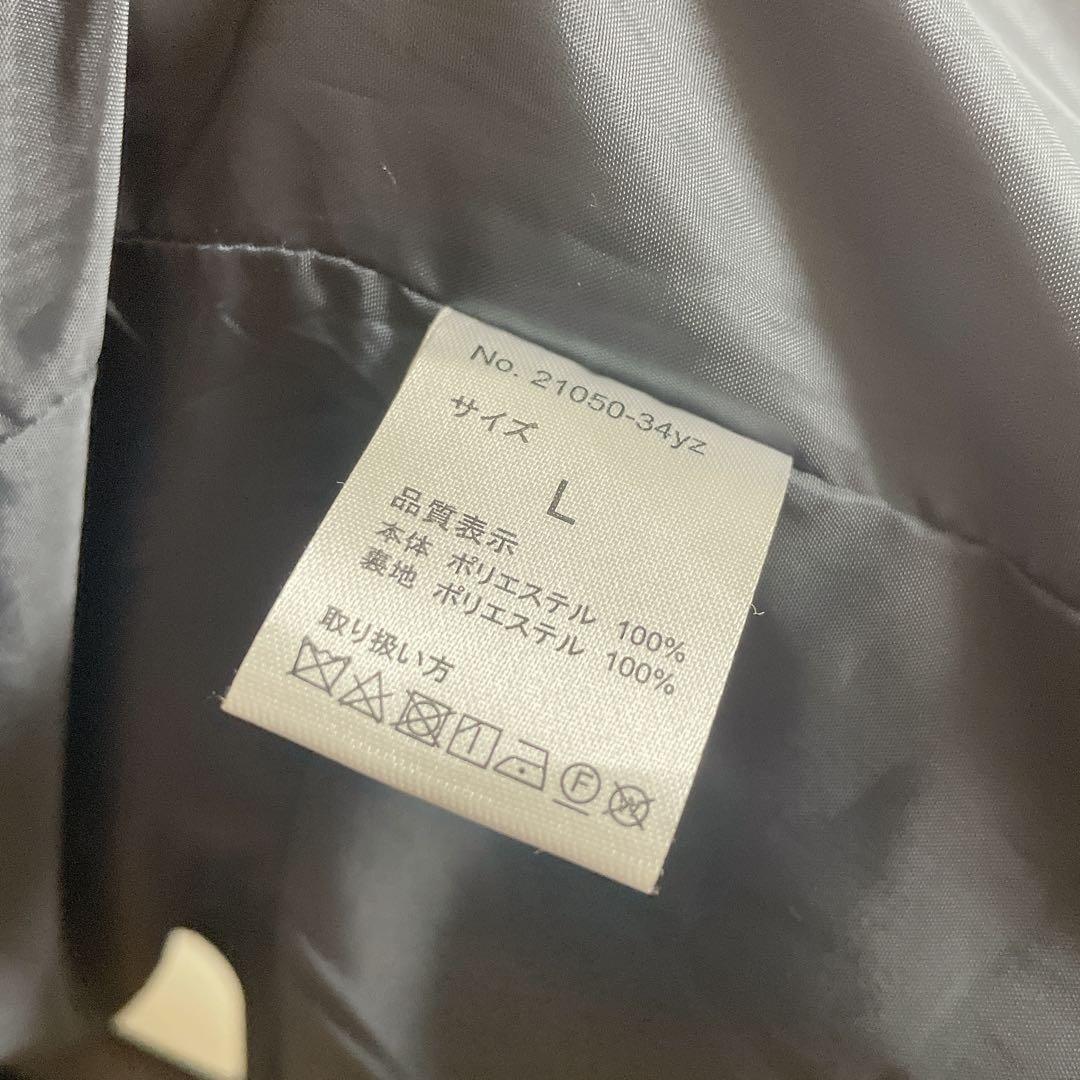 No. 21050-34yz
サイズ
L
品質表示
本体 ポリエステル 100%
裏地 ポリエステル 100%
取り扱い方
F W